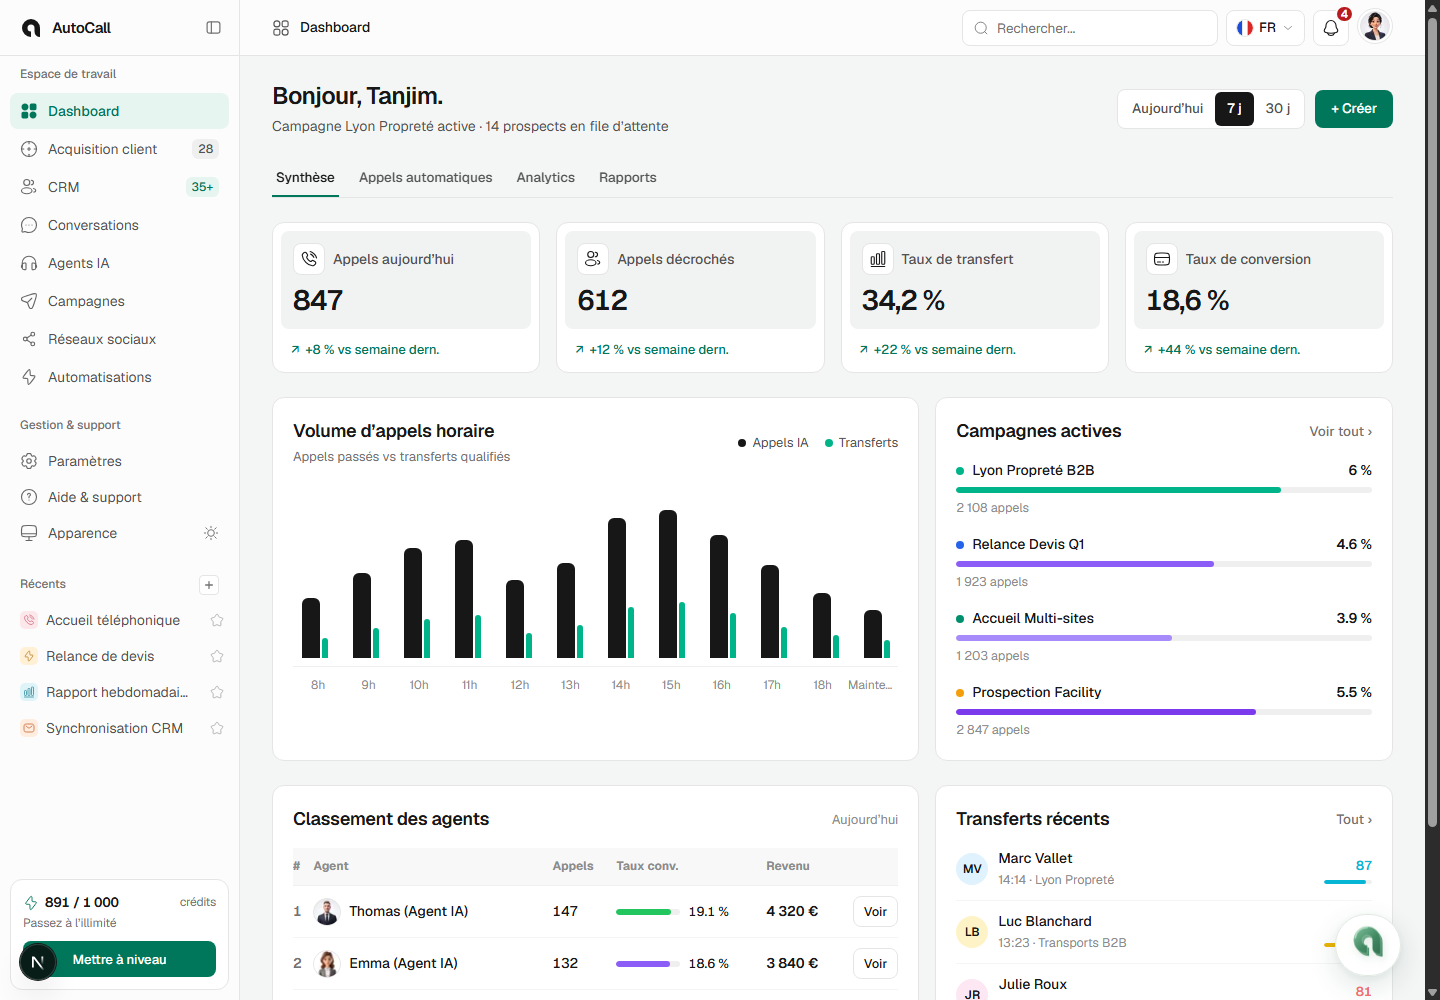 AutoCall
Dashboard
Rechercher...
FR
4
Espace de travail
Dashboard
Acquisition client 28
CRM 35+
Conversations
Agents IA
Campagnes
Réseaux sociaux
Automatisations
Gestion & support
Paramètres
Aide & support
Apparence
Récents +
Accueil téléphonique
Relance de devis
Rapport hebdomadai...
Synchronisation CRM
891 / 1 000 crédits
Passez à l'illimité
N
Mettre à niveau
Bonjour, Tanjim.
Campagne Lyon Propreté active · 14 prospects en file d'attente
Aujourd'hui 7 j 30 j
+ Créer
Synthèse Appels automatiques Analytics Rapports
Appels aujourd'hui
847
+8 % vs semaine dern.
Appels décrochés
612
+12 % vs semaine dern.
Taux de transfert
34,2 %
+22 % vs semaine dern.
Taux de conversion
18,6 %
+44 % vs semaine dern.
Volume d'appels horaire
Appels passés vs transferts qualifiés
Appels IA Transferts
8h 9h 10h 11h 12h 13h 14h 15h 16h 17h 18h Mainte...
Campagnes actives Voir tout ›
Lyon Propreté B2B 6 %
2 108 appels
Relance Devis Q1 4.6 %
1 923 appels
Accueil Multi-sites 3.9 %
1 203 appels
Prospection Facility 5.5 %
2 847 appels
Classement des agents Aujourd'hui
# Agent Appels Taux conv. Revenu
1 Thomas (Agent IA) 147 19.1 % 4 320 € Voir
2 Emma (Agent IA) 132 18.6 % 3 840 € Voir
Transferts récents Tout ›
MV Marc Vallet 87
14:14 · Lyon Propreté
LB Luc Blanchard
13:23 · Transports B2B
JR Julie Roux 81